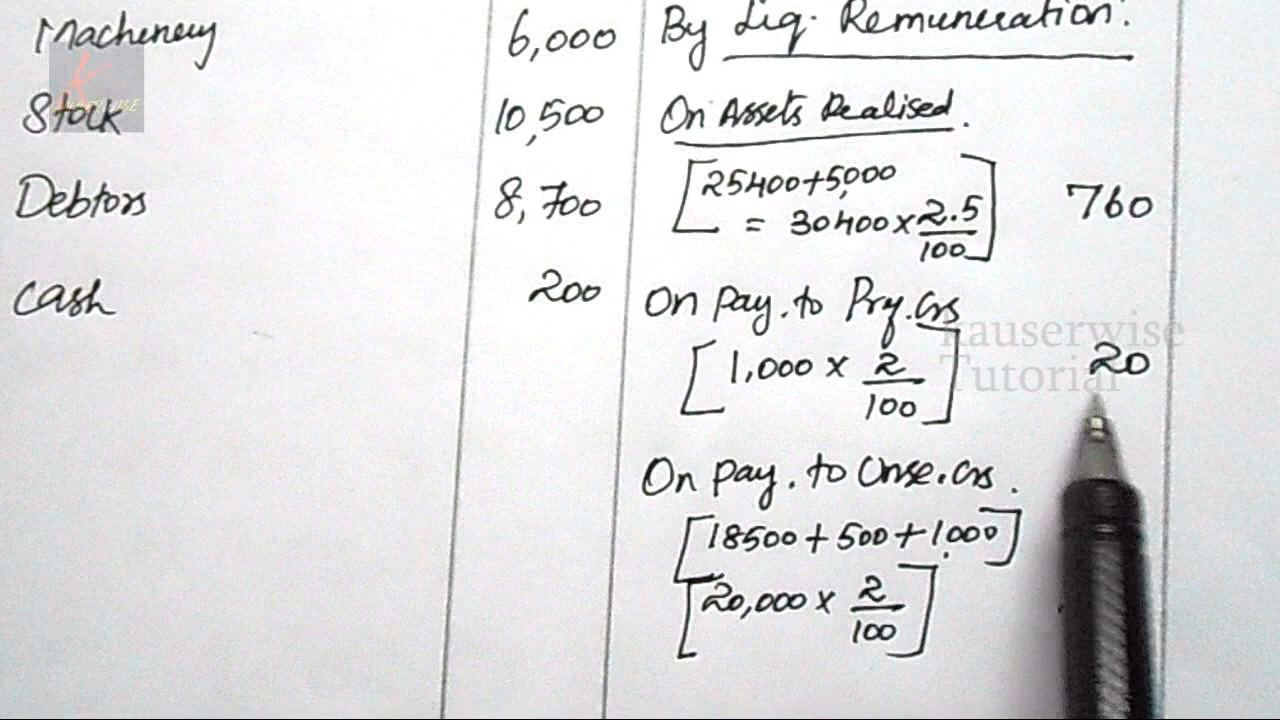 Machinery 6,000
Stock 10,500
Debtors 8,700
Cash 200
By Liq. Remuneration.
On Assets Realised.
[25400+5,000
= 30400 × 2.5/100] 760
On Pay. to Pry. Crs
[1,000 × 2/100] 20
On Pay. to Unse. Crs.
[18500 + 500 + 1,000]
[20,000 × 2/100]
kauserwise
Tutorial
K